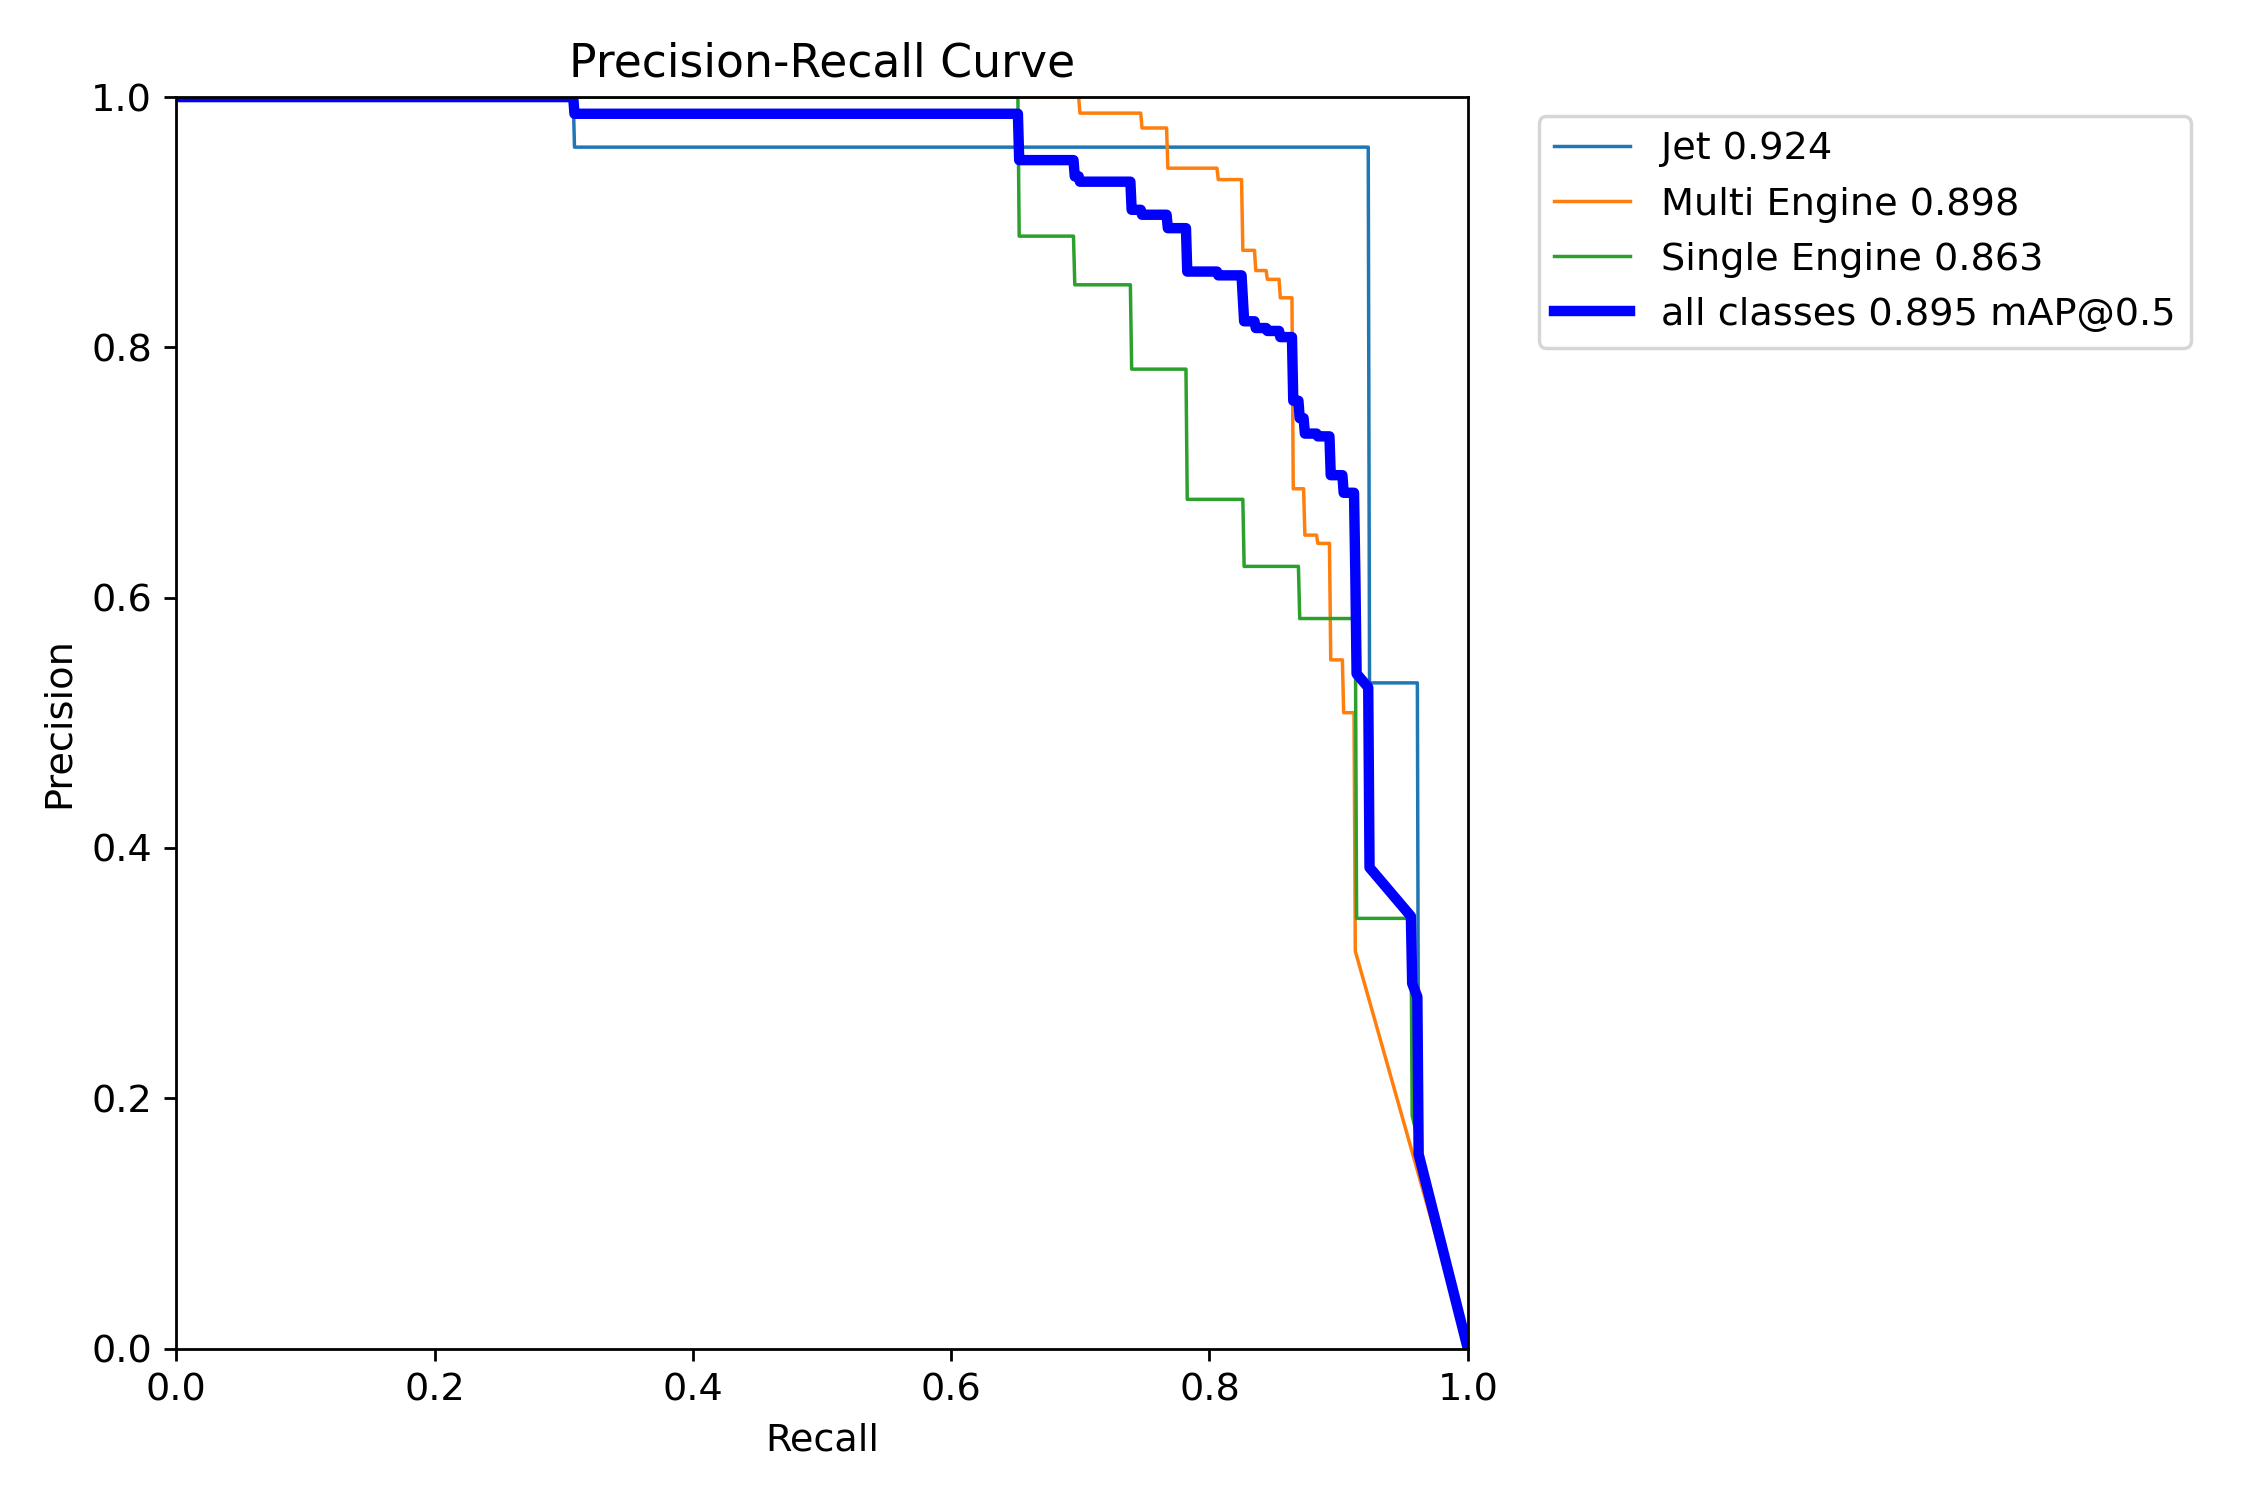 Precision-Recall Curve
1.0
0.8
0.6
0.4
0.2
0.0
Precision
0.0 0.2 0.4 0.6 0.8 1.0
Recall
Jet 0.924
Multi Engine 0.898
Single Engine 0.863
all classes 0.895 mAP@0.5